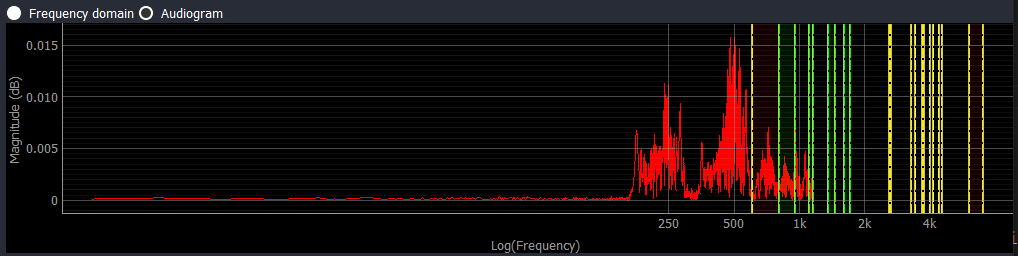 Frequency domain Audiogram
Magnitude (dB)
0.015
0.010
0.005
0
250 500 1k 2k 4k
Log(Frequency)